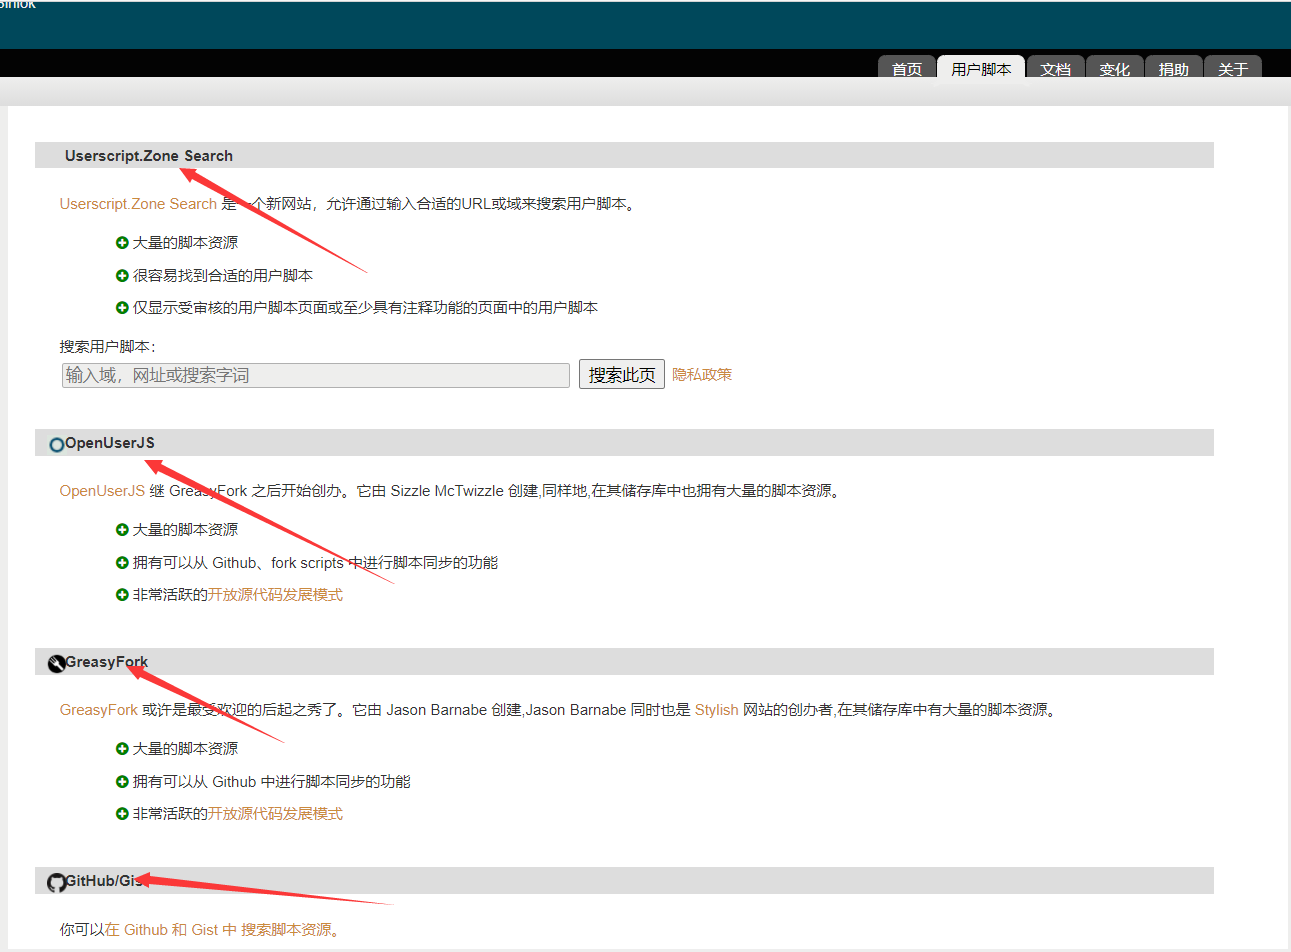 首页 用户脚本 文档 变化 捐助 关于
Userscript.Zone Search
Userscript.Zone Search 是一个新网站，允许通过输入合适的URL或域来搜索用户脚本。
大量的脚本资源
很容易找到合适的用户脚本
仅显示受审核的用户脚本页面或至少具有注释功能的页面中的用户脚本
搜索用户脚本：
输入域，网址或搜索字词 搜索此页 隐私政策
OpenUserJS
OpenUserJS 继 GreasyFork 之后开始创办。它由 Sizzle McTwizzle 创建,同样地,在其储存库中也拥有大量的脚本资源。
大量的脚本资源
拥有可以从 Github、fork scripts 中进行脚本同步的功能
非常活跃的开放源代码发展模式
GreasyFork
GreasyFork 或许是最受欢迎的后起之秀了。它由 Jason Barnabe 创建,Jason Barnabe 同时也是 Stylish 网站的创办者,在其储存库中有大量的脚本资源。
大量的脚本资源
拥有可以从 Github 中进行脚本同步的功能
非常活跃的开放源代码发展模式
GitHub/Gist
你可以在 Github 和 Gist 中 搜索脚本资源。